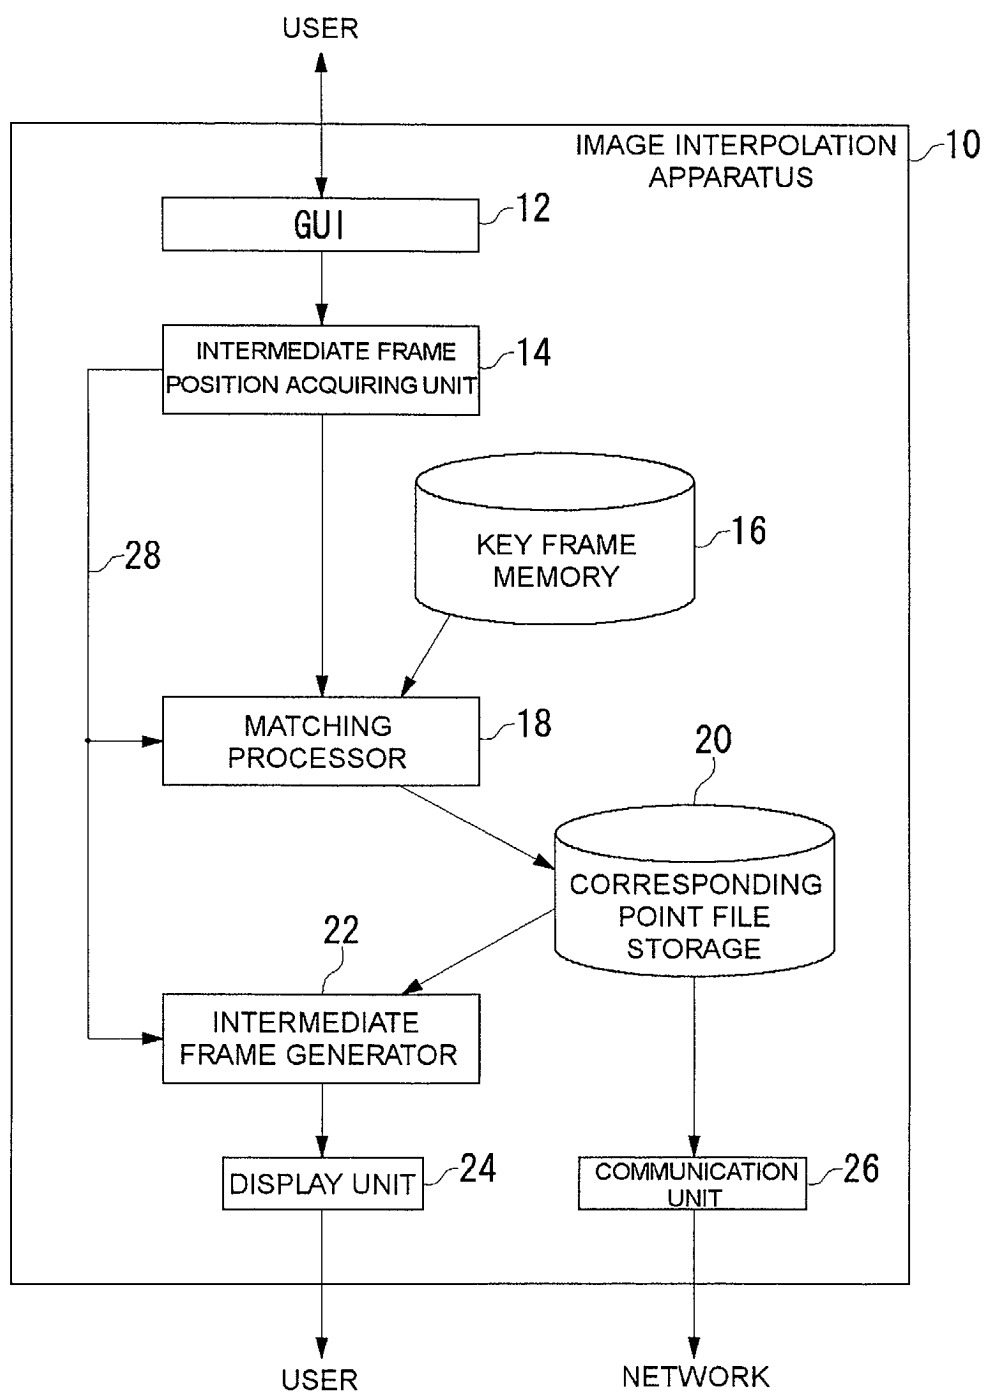 USER
IMAGE INTERPOLATION
APPARATUS
10
GUI
12
INTERMEDIATE FRAME
POSITION ACQUIRING UNIT
14
KEY FRAME
MEMORY
16
28
MATCHING
PROCESSOR
18
20
CORRESPONDING
POINT FILE
STORAGE
22
INTERMEDIATE
FRAME GENERATOR
DISPLAY UNIT
24
COMMUNICATION
UNIT
26
USER
NETWORK